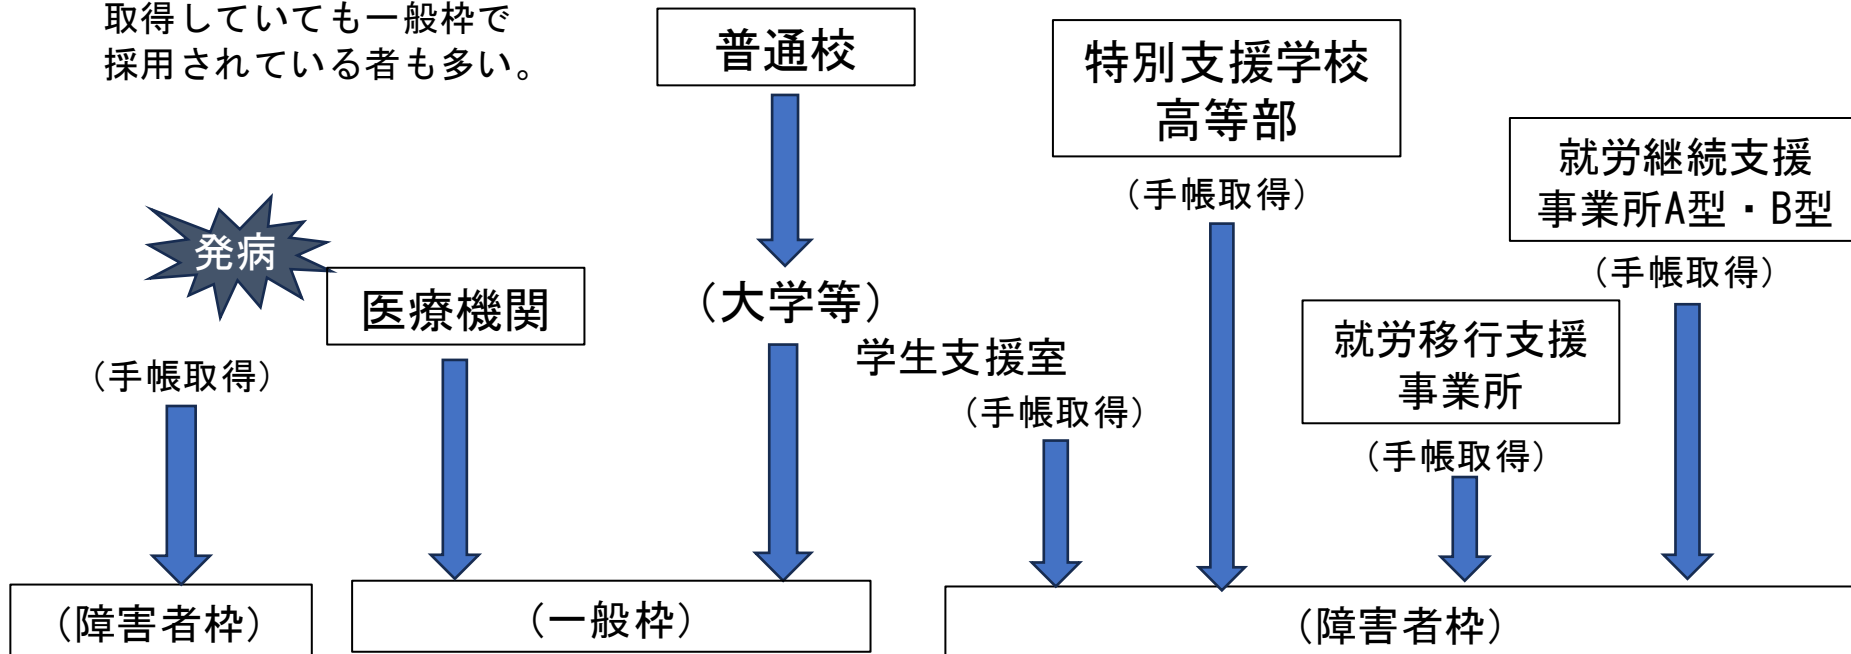 取得していても一般枠で
採用されている者も多い。
普通校
特別支援学校
高等部
就労継続支援
事業所A型・B型
(手帳取得)
発病
(手帳取得)
医療機関
(大学等)
就労移行支援
事業所
学生支援室
(手帳取得)
(手帳取得)
(手帳取得)
(障害者枠)
(一般枠)
(障害者枠)